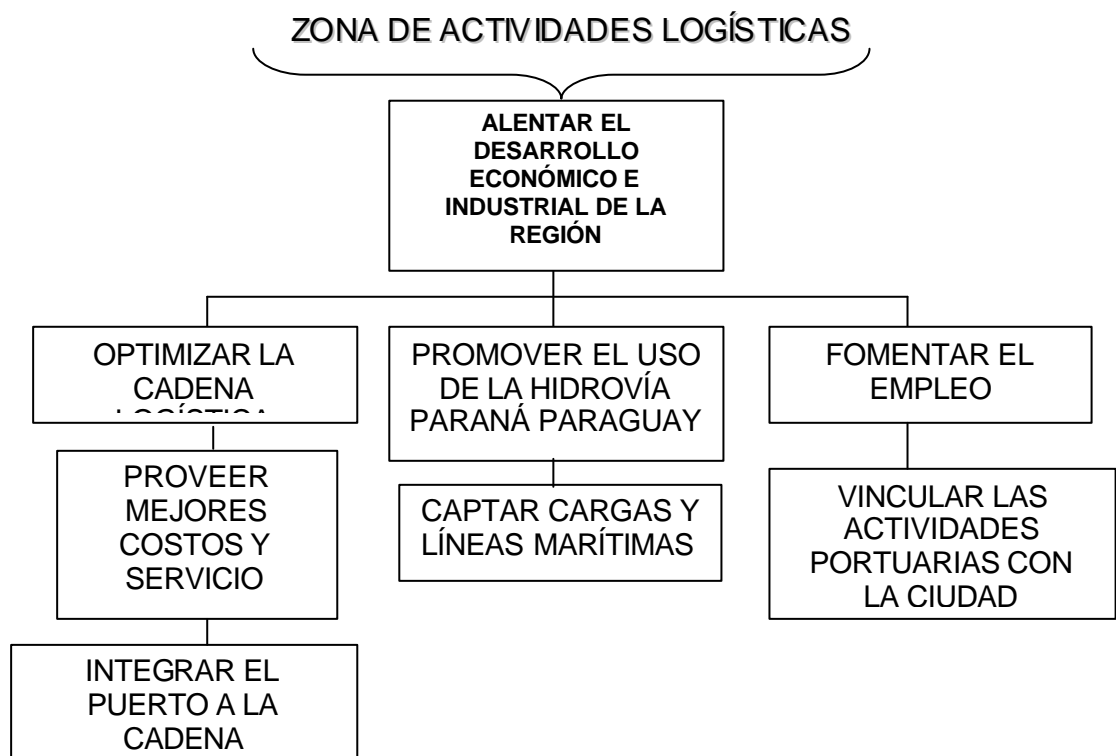 ZONA DE ACTIVIDADES LOGÍSTICAS
ALENTAR EL
DESARROLLO
ECONÓMICO E
INDUSTRIAL DE LA
REGIÓN
OPTIMIZAR LA
CADENA
LOGÍSTICA
PROMOVER EL USO
DE LA HIDROVÍA
PARANÁ PARAGUAY
FOMENTAR EL
EMPLEO
PROVEER
MEJORES
COSTOS Y
SERVICIO
CAPTAR CARGAS Y
LÍNEAS MARÍTIMAS
VINCULAR LAS
ACTIVIDADES
PORTUARIAS CON
LA CIUDAD
INTEGRAR EL
PUERTO A LA
CADENA